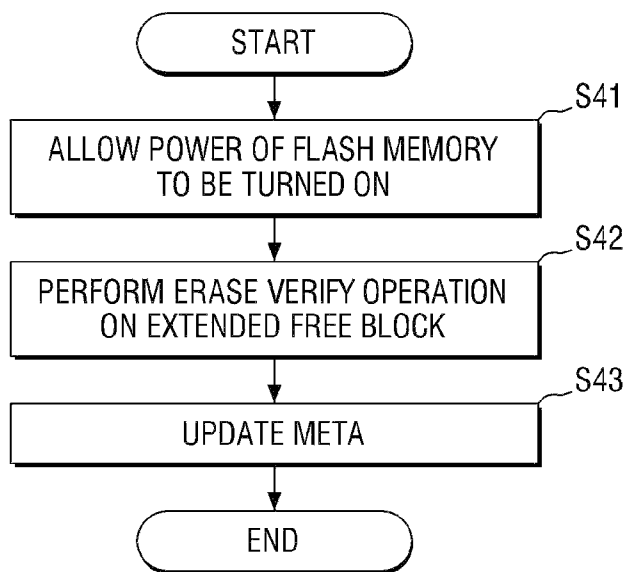 START
S41
ALLOW POWER OF FLASH MEMORY
TO BE TURNED ON
S42
PERFORM ERASE VERIFY OPERATION
ON EXTENDED FREE BLOCK
S43
UPDATE META
END